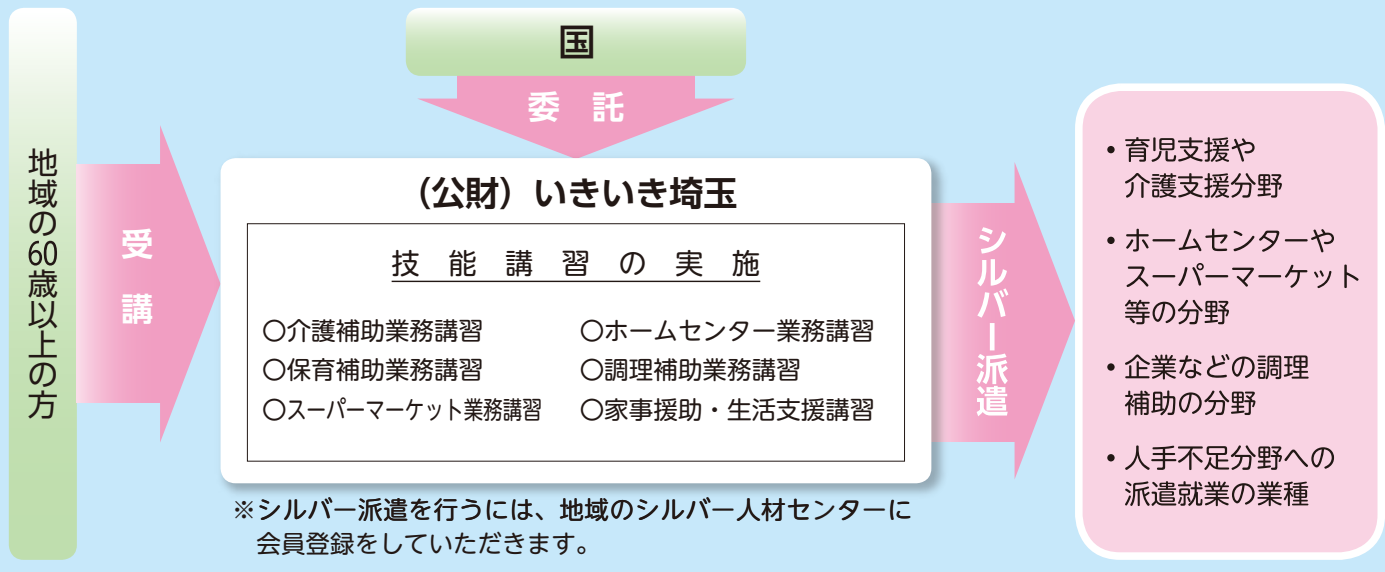 国
委託
地域の60歳以上の方
受講
（公財）いきいき埼玉
技能講習の実施
〇介護補助業務講習
〇保育補助業務講習
〇スーパーマーケット業務講習
〇ホームセンター業務講習
〇調理補助業務講習
〇家事援助・生活支援講習
※シルバー派遣を行うには、地域のシルバー人材センターに
会員登録をしていただきます。
シルバー派遣
・育児支援や
介護支援分野
・ホームセンターや
スーパーマーケット
等の分野
・企業などの調理
補助の分野
・人手不足分野への
派遣就業の業種